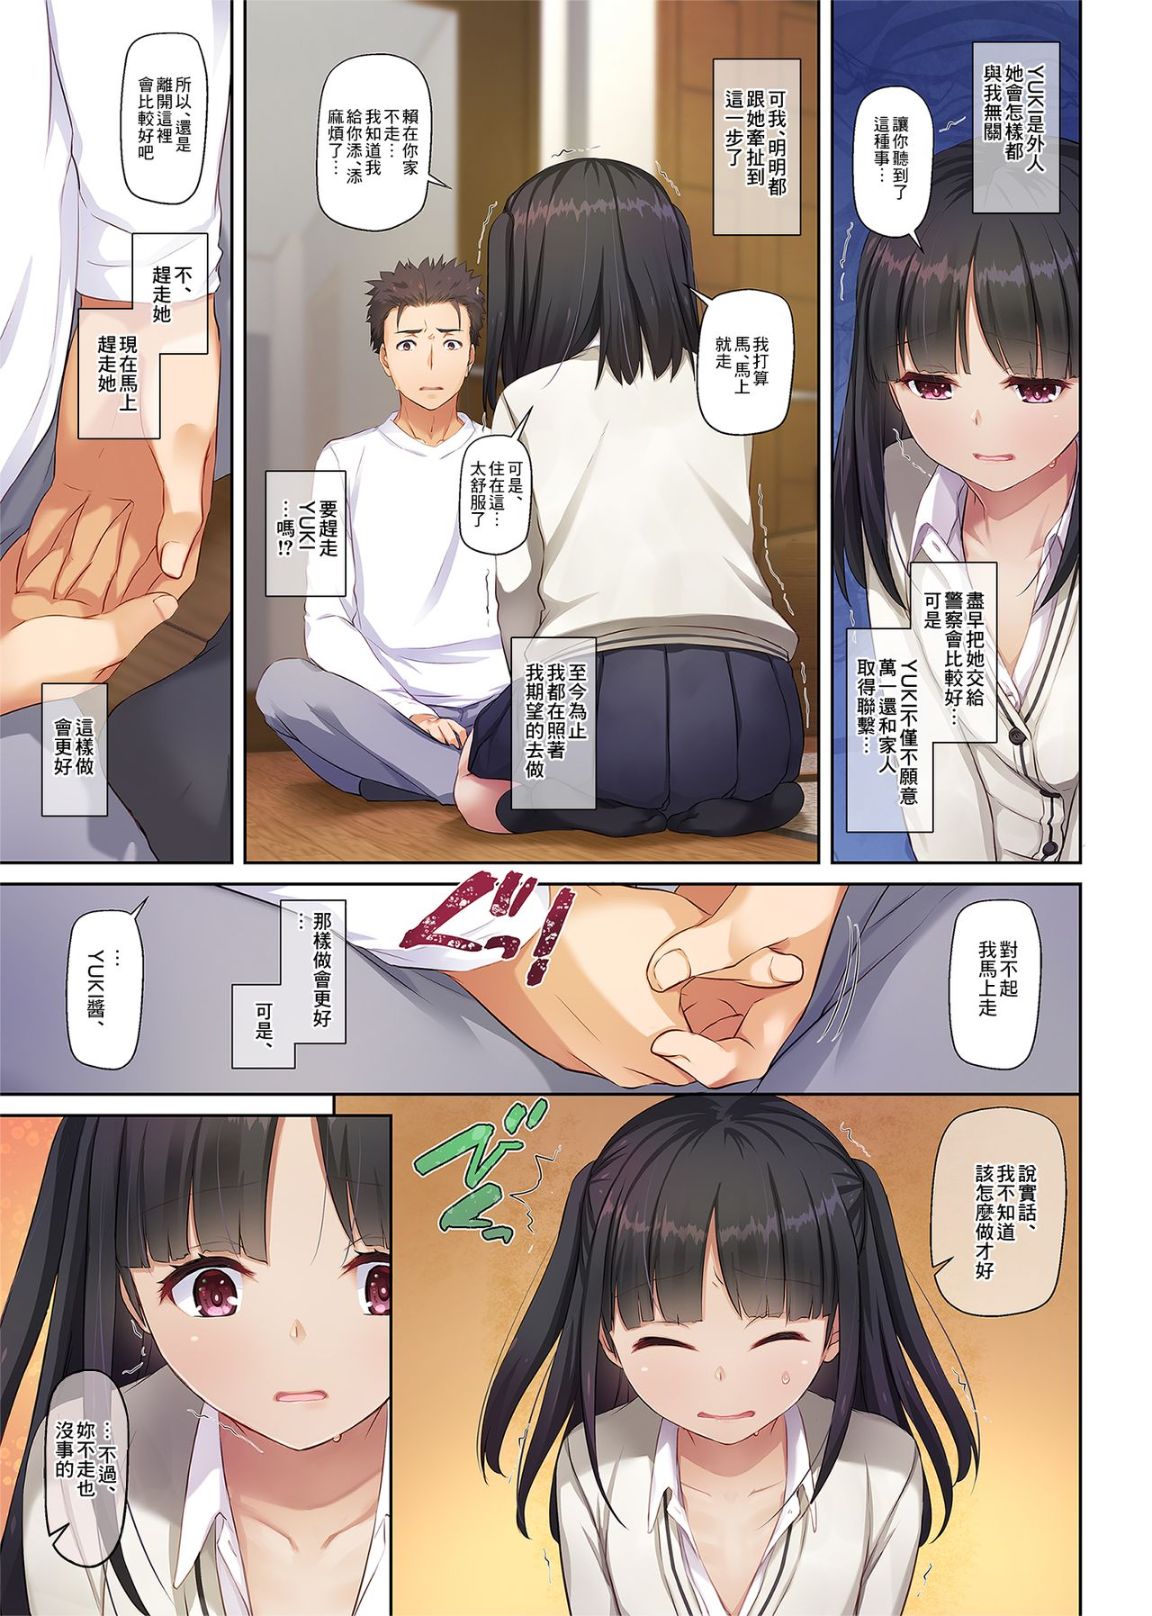 YUKI是外人
她會怎樣都
與我無關
讓你聽到了
這種事…
盡早把她交給
警察會比較好…
可是
YUKI不僅不願意
萬一還和家人
取得聯繫…
可我、明明都
跟她牽扯到
這一步了
我打算
馬、馬上
就走
賴在你家
不走…
我知道我
給你添、添
麻煩了…
可是、
住在這…
太舒服了
要趕走
YUKI
…嗎!?
至今為止
我都在照著
我期望的去做
所以、還是
離開這裡
會比較好吧
不、
趕走她
現在馬上
趕走她
這樣做
會更好
對不起
我馬上走
グッ
那樣做會更好
…
可是、
…
YUKI醬、
說實話、
我不知道
該怎麼做才好
ビ
…不過、
妳不走也
沒事的